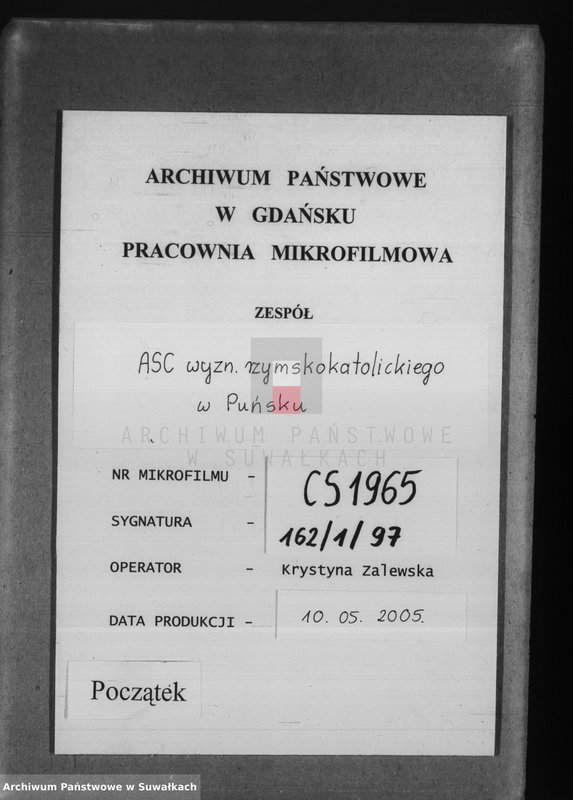 ARCHIWUM PAŃSTWOWE
W GDAŃSKU
PRACOWNIA MIKROFILMOWA
ZESPÓŁ
ASC wyzn. rzymskokatolickiego
w Puńsku
ARCHIWUM PAŃSTWOWE
W SUWAŁKACH
NR MIKROFILMU – CS1965
SYGNATURA – 162/1/97
OPERATOR – Krystyna Zalewska
DATA PRODUKCJI – 10. 05. 2005.
Początek
Archiwum Państwowe w Suwałkach